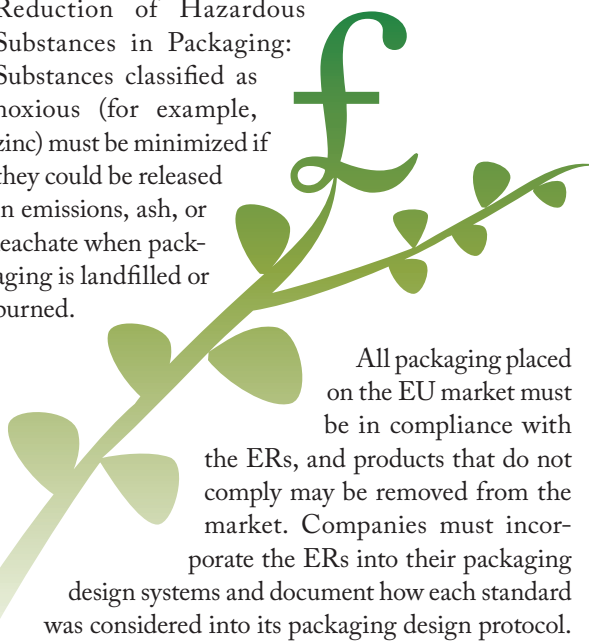 Reduction of Hazardous
Substances in Packaging:
Substances classified as
noxious (for example,
zinc) must be minimized if
they could be released
in emissions, ash, or
leachate when pack-
aging is landfilled or
burned.
£
All packaging placed
on the EU market must
be in compliance with
the ERs, and products that do not
comply may be removed from the
market. Companies must incor-
porate the ERs into their packaging
design systems and document how each standard
was considered into its packaging design protocol.